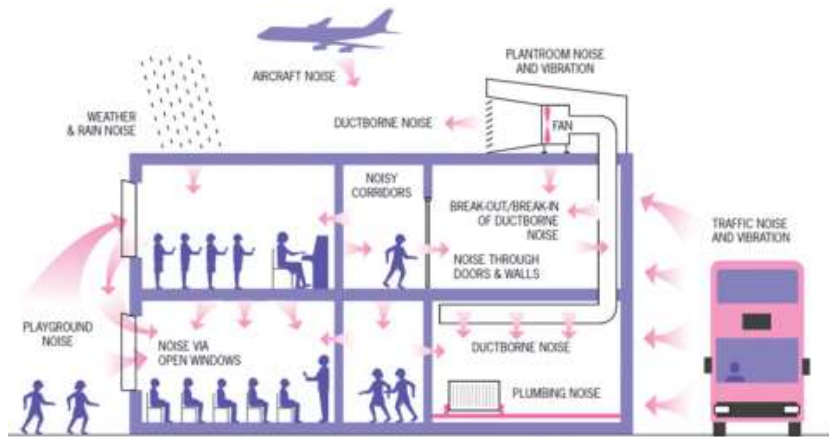 PLANTROOM NOISE
AND VIBRATION
AIRCRAFT NOISE
WEATHER
& RAIN NOISE
DUCTBORNE NOISE
FAN
NOISY
CORRIDORS
BREAK-OUT/BREAK-IN
OF DUCTBORNE
NOISE
TRAFFIC NOISE
AND VIBRATION
NOISE THROUGH
DOORS & WALLS
PLAYGROUND
NOISE
NOISE VIA
OPEN WINDOWS
DUCTBORNE NOISE
PLUMBING NOISE